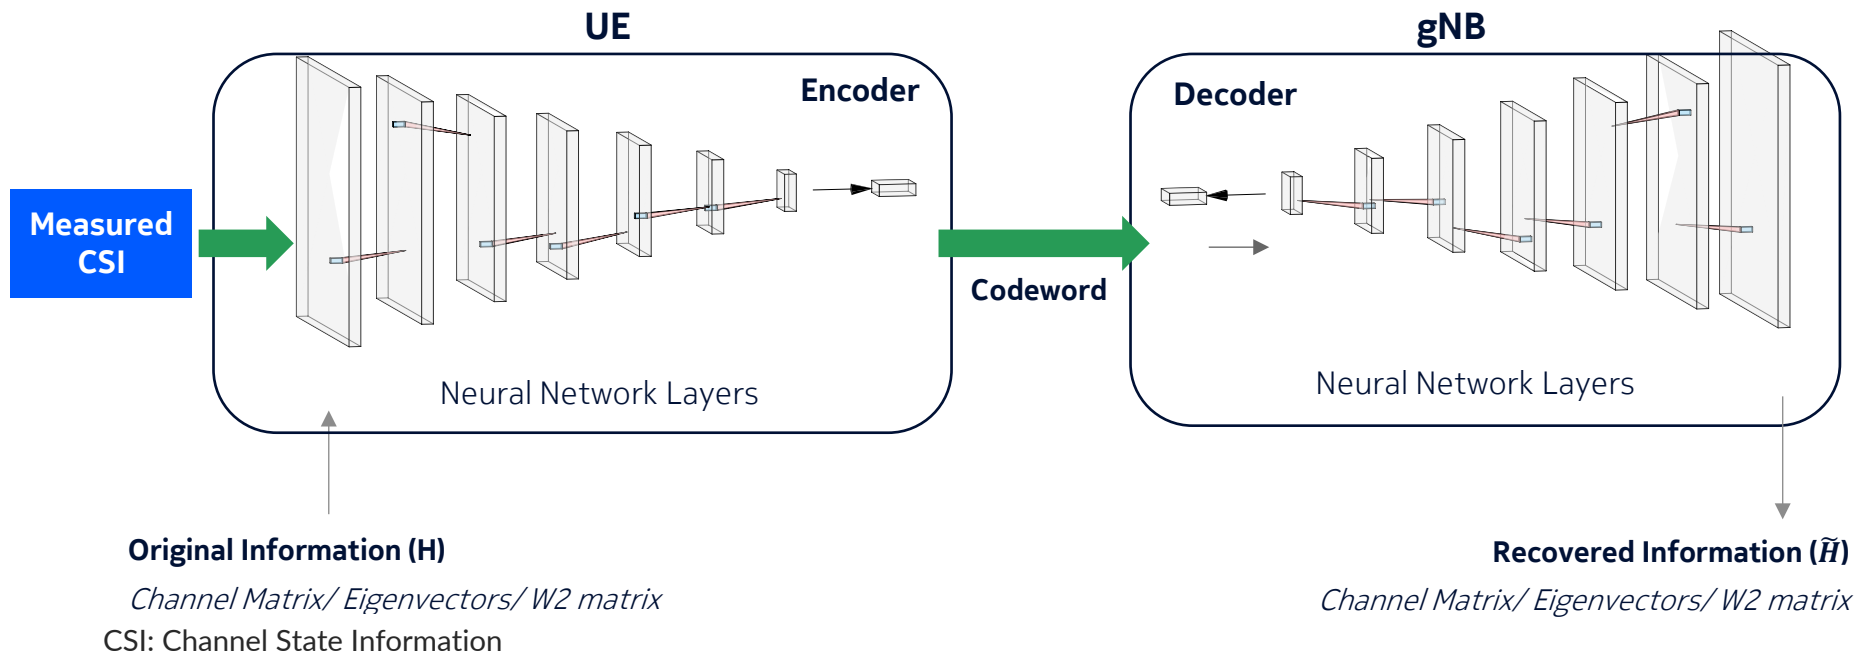 UE
gNB
Encoder
Decoder
Measured
CSI
Codeword
Neural Network Layers
Neural Network Layers
Original Information (H)
Channel Matrix/ Eigenvectors/ W2 matrix
Recovered Information (H̃)
Channel Matrix/ Eigenvectors/ W2 matrix
CSI: Channel State Information